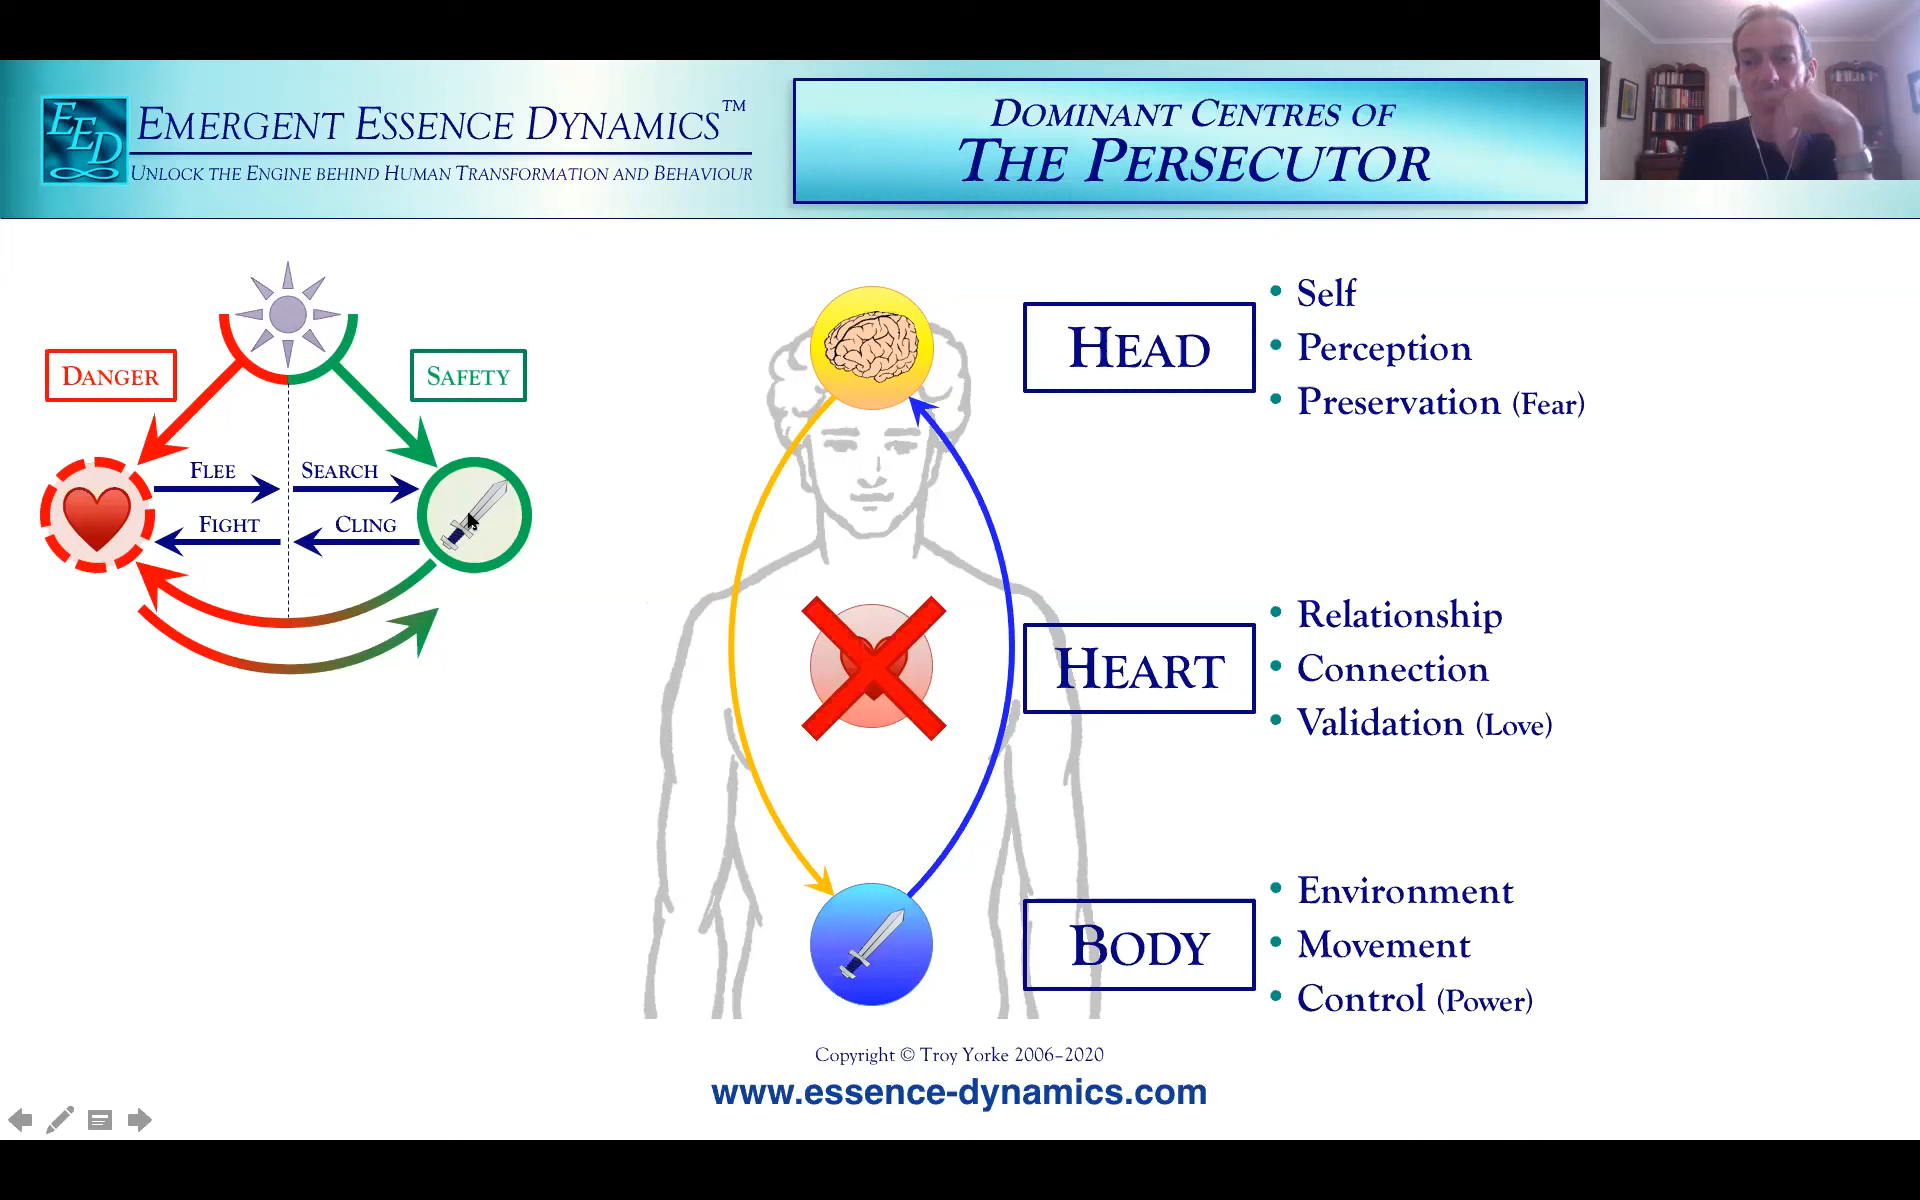 EED
EMERGENT ESSENCE DYNAMICS™
UNLOCK THE ENGINE BEHIND HUMAN TRANSFORMATION AND BEHAVIOUR
DOMINANT CENTRES OF
THE PERSECUTOR
DANGER
SAFETY
FLEE
SEARCH
FIGHT
CLING
HEAD
• Self
• Perception
• Preservation (Fear)
HEART
• Relationship
• Connection
• Validation (Love)
BODY
• Environment
• Movement
• Control (Power)
Copyright © Troy Yorke 2006–2020
www.essence-dynamics.com